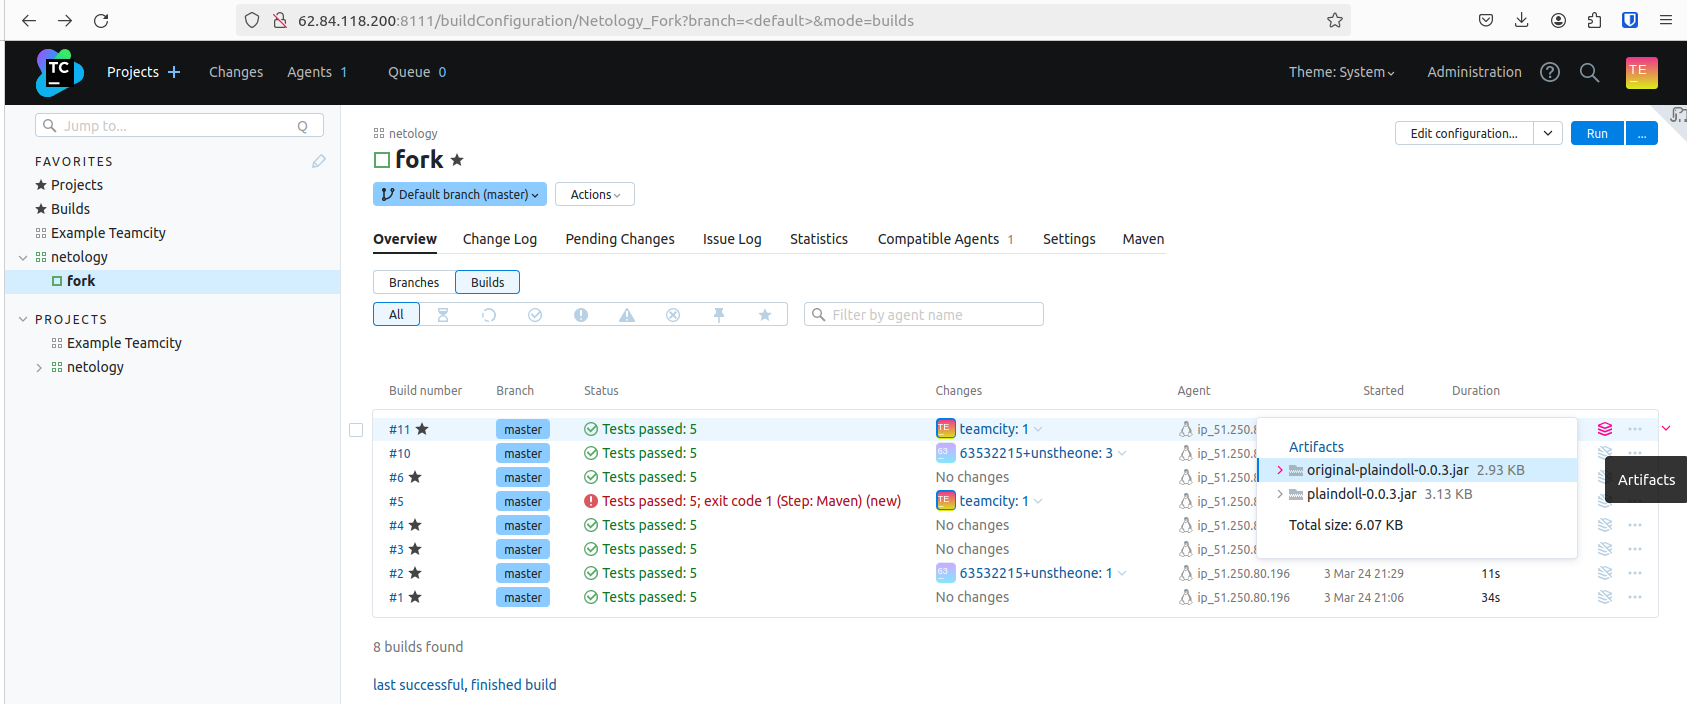 62.84.118.200:8111/buildConfiguration/Netology_Fork?branch=<default>&mode=builds
TC
Projects + Changes Agents 1 Queue 0 Theme: System Administration ? TE
Jump to... Q
FAVORITES
Projects
Builds
Example Teamcity
netology
fork
PROJECTS
Example Teamcity
netology
netology
fork
Edit configuration... Run ...
Default branch (master) Actions
Overview Change Log Pending Changes Issue Log Statistics Compatible Agents 1 Settings Maven
Branches Builds
All Filter by agent name
Build number Branch Status Changes Agent Started Duration
#11 master Tests passed: 5 TE teamcity: 1 ip_51.250.8
#10 master Tests passed: 5 63 63532215+unstheone: 3 ip_51.250.8
#6 master Tests passed: 5 No changes ip_51.250.8
#5 master Tests passed: 5; exit code 1 (Step: Maven) (new) TE teamcity: 1 ip_51.250.8
#4 master Tests passed: 5 No changes ip_51.250.8
#3 master Tests passed: 5 No changes ip_51.250.8
#2 master Tests passed: 5 63 63532215+unstheone: 1 ip_51.250.80.196 3 Mar 24 21:29 11s
#1 master Tests passed: 5 No changes ip_51.250.80.196 3 Mar 24 21:06 34s
Artifacts
original-plaindoll-0.0.3.jar 2.93 KB
plaindoll-0.0.3.jar 3.13 KB
Total size: 6.07 KB
Artifacts
8 builds found
last successful, finished build